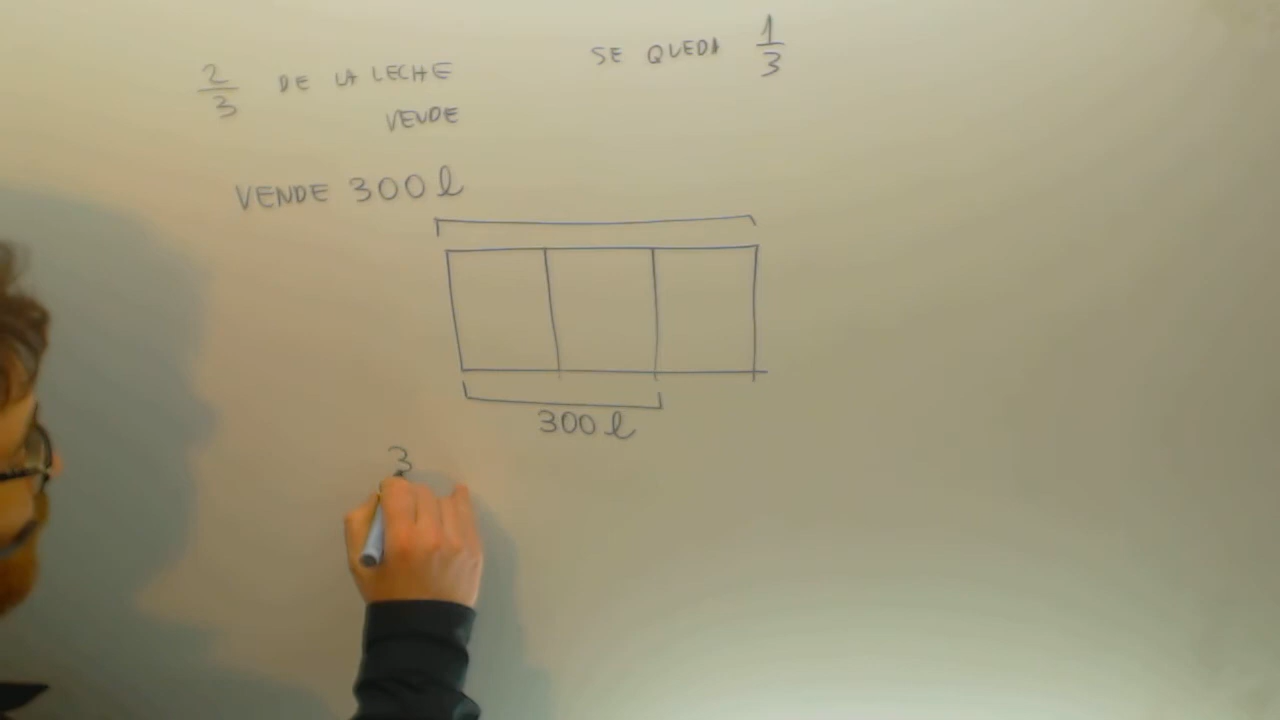 2/3 DE LA LECHE
VENDE
SE QUEDA 1/3
VENDE 300 l
300 l
3